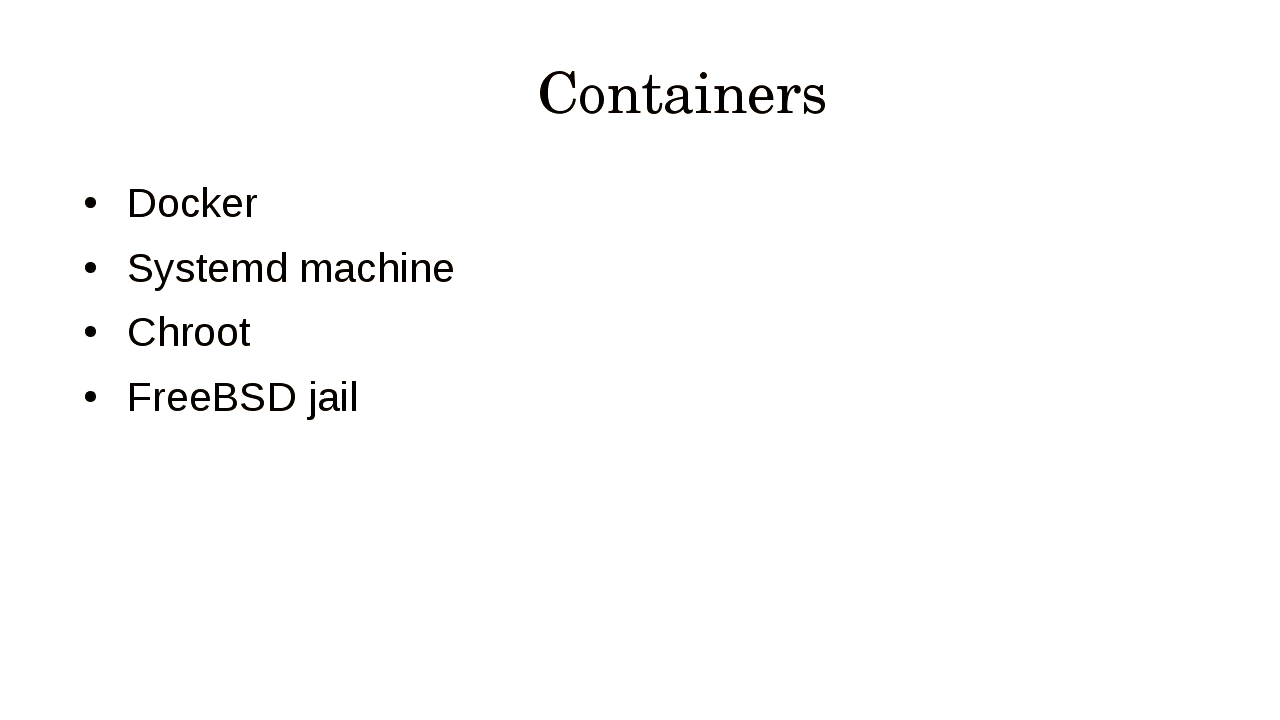 Containers
• Docker
• Systemd machine
• Chroot
• FreeBSD jail